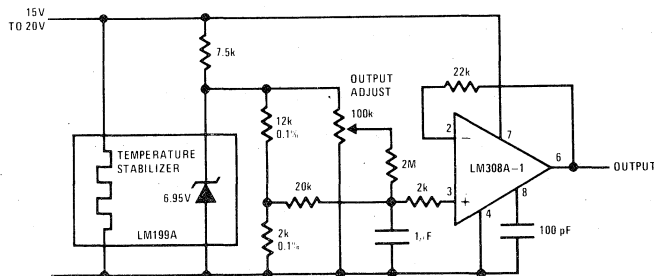 15V
TO 20V
7.5k
OUTPUT
ADJUST
22k
12k
0.1%
100k
2
7
TEMPERATURE
STABILIZER
2M
6
LM308A-1
OUTPUT
6.95V
20k
2k
3
8
4
2k
0.1%
1μF
100 pF
LM199A